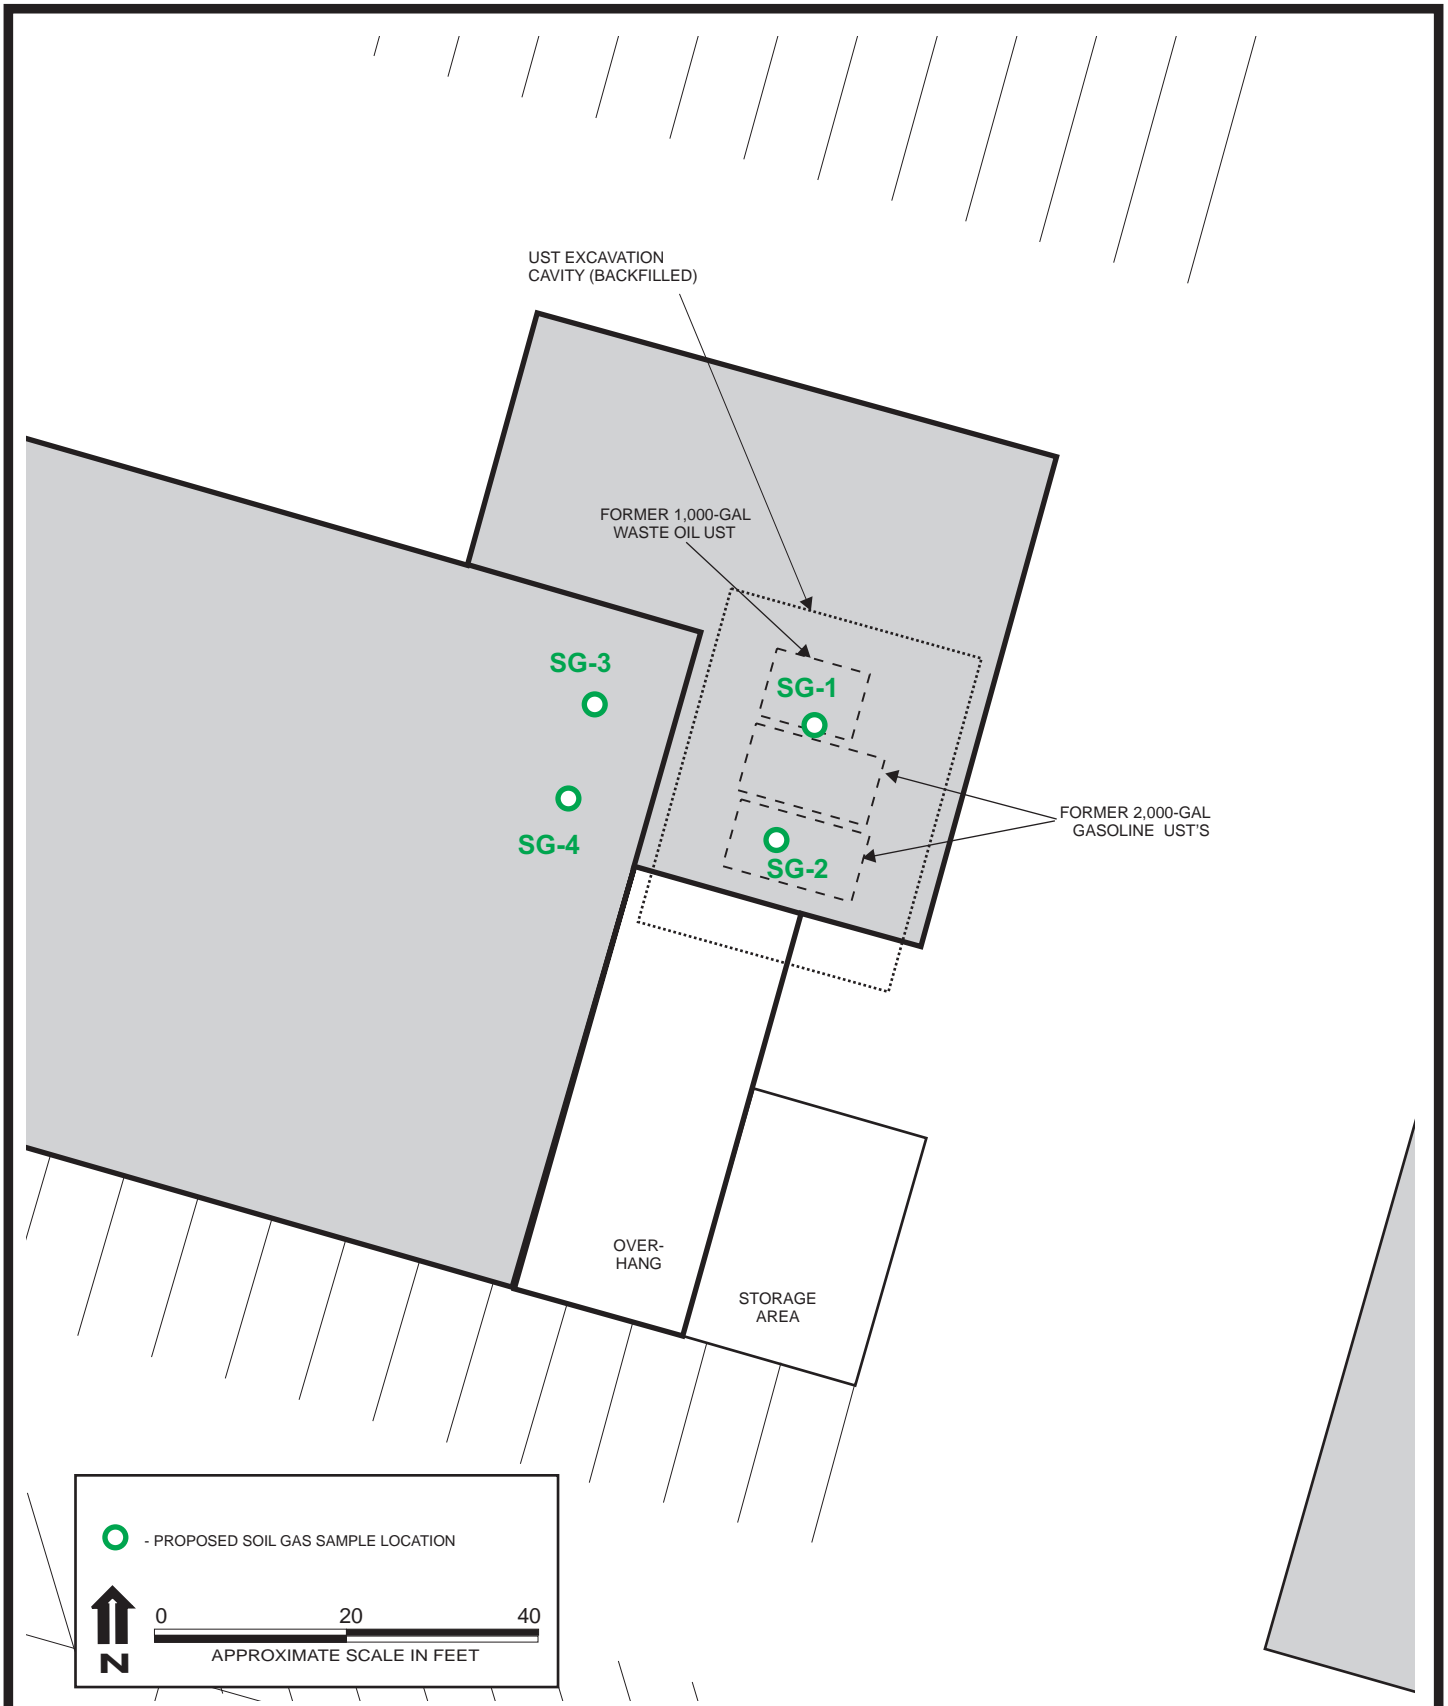 UST EXCAVATION
CAVITY (BACKFILLED)
FORMER 1,000-GAL
WASTE OIL UST
SG-3
SG-1
SG-4
FORMER 2,000-GAL
GASOLINE UST'S
SG-2
OVER-
HANG
STORAGE
AREA
- PROPOSED SOIL GAS SAMPLE LOCATION
0 20 40
APPROXIMATE SCALE IN FEET
N